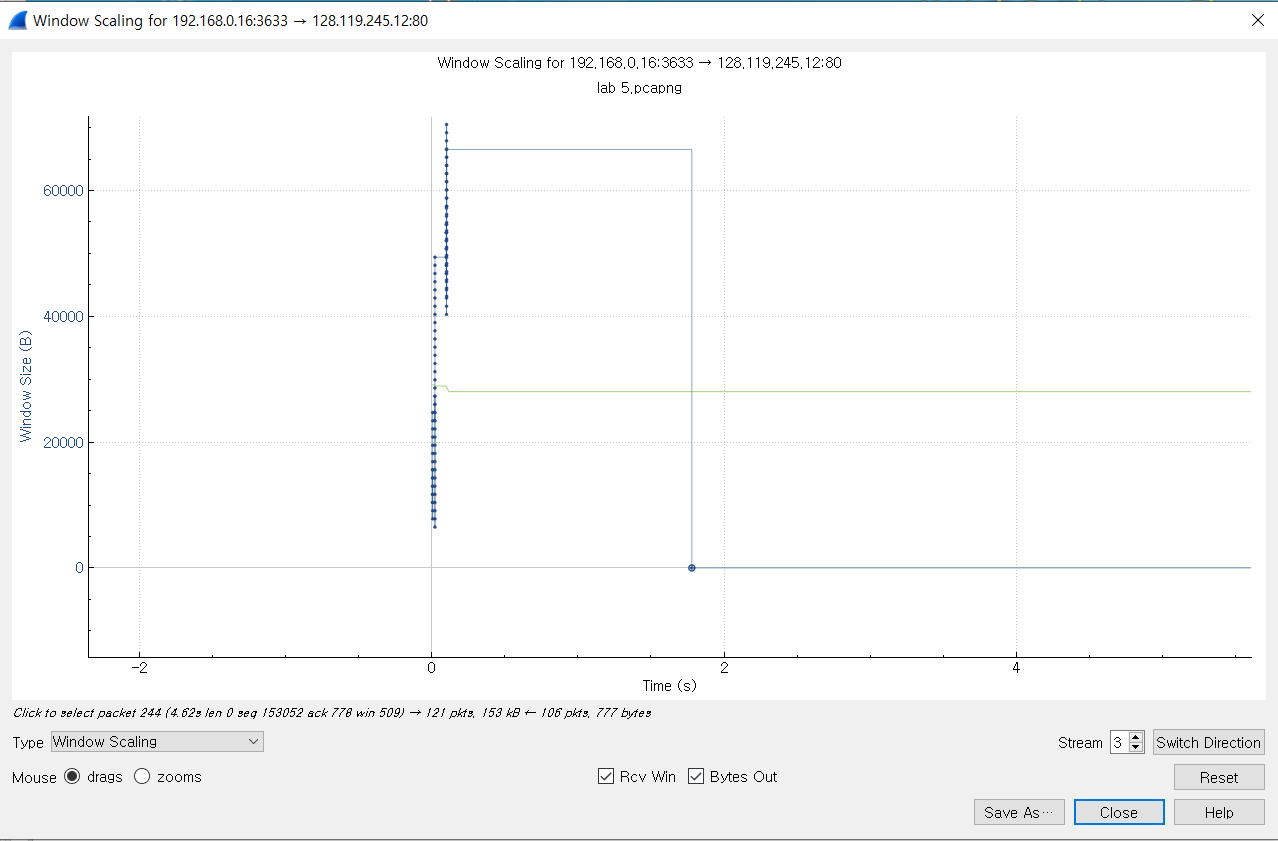 Window Scaling for 192.168.0.16:3633 → 128.119.245.12:80
Window Scaling for 192,168,0,16:3633 → 128,119,245,12:80
lab 5,pcapng
Window Size (B)
60000
40000
20000
0
-2
0
2
4
Time (s)
Click to select packet 244 (4.62s len 0 seq 153052 ack 778 win 509) → 121 pkts, 153 kB ← 106 pkts, 777 bytes
Type Window Scaling
Stream 3 Switch Direction
Mouse drags zooms
Rcv Win Bytes Out
Reset
Save As… Close Help